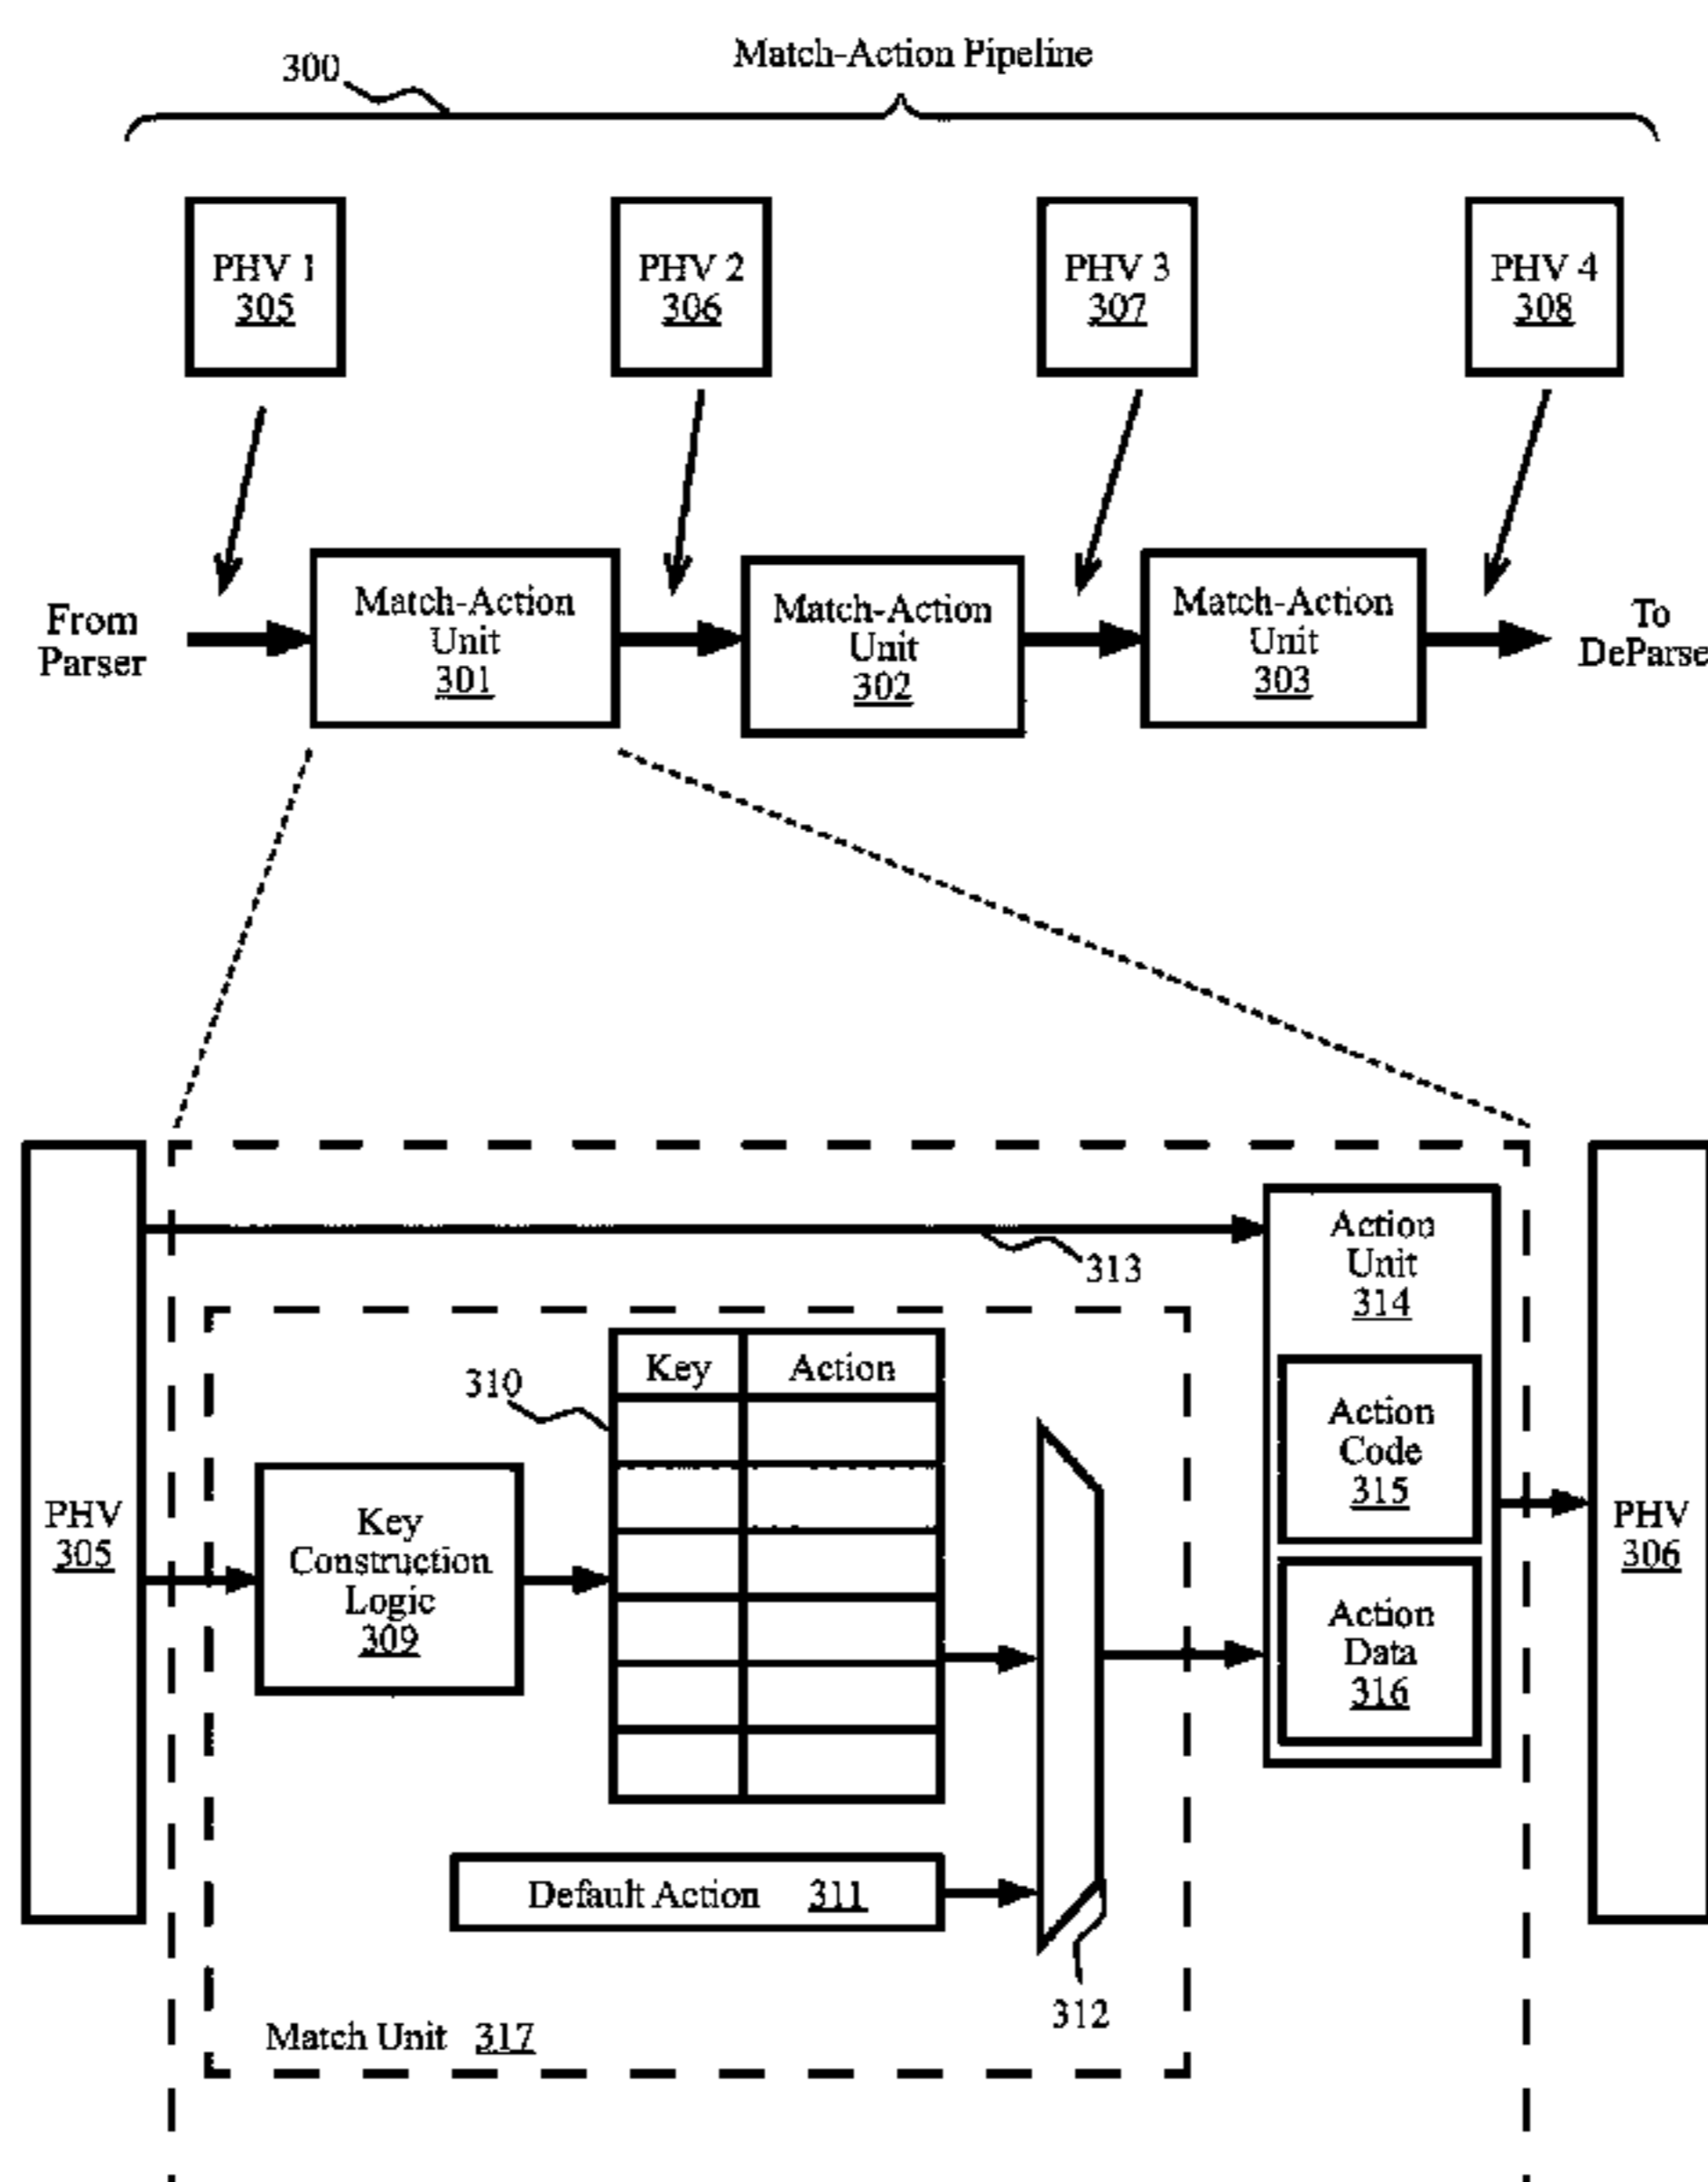 Match-Action Pipeline
300
PHV 1
305
PHV 2
306
PHV 3
307
PHV 4
308
From
Parser
Match-Action
Unit
301
Match-Action
Unit
302
Match-Action
Unit
303
To
DeParse
PHV
305
313
Action
Unit
314
Key
Action
310
Key
Construction
Logic
309
Action
Code
315
Action
Data
316
PHV
306
Default Action 311
312
Match Unit 317